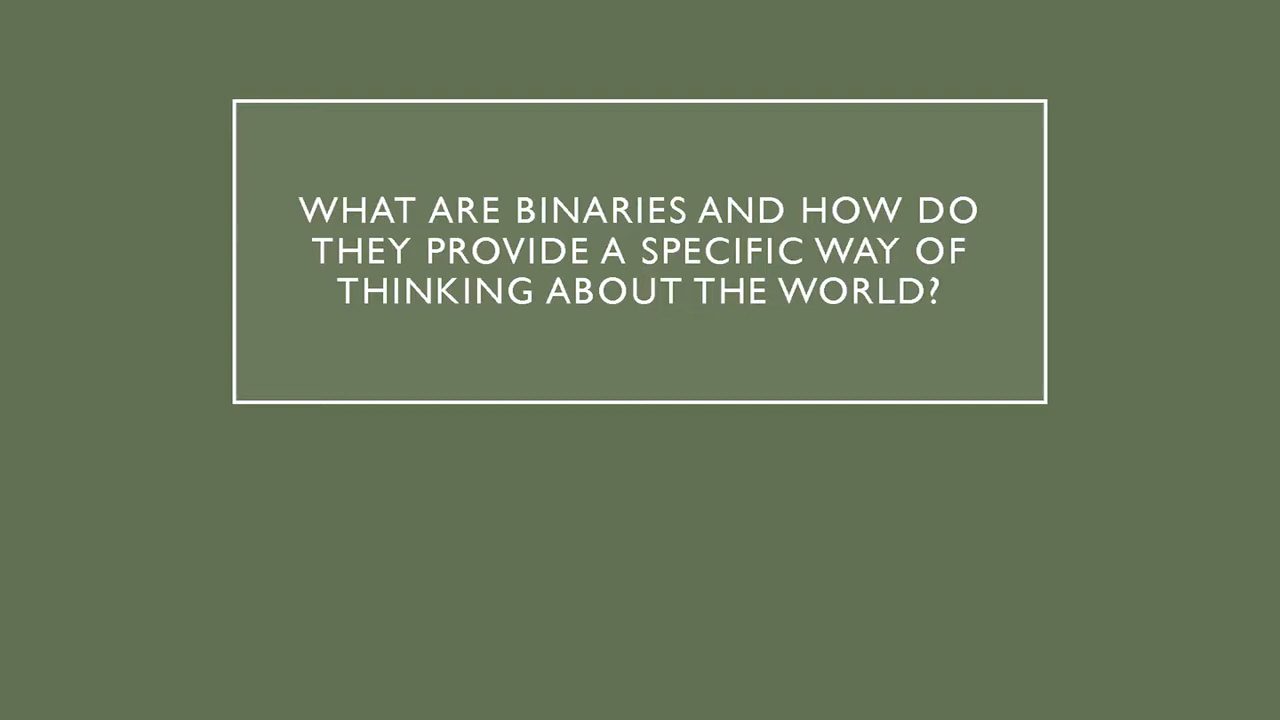 WHAT ARE BINARIES AND HOW DO
THEY PROVIDE A SPECIFIC WAY OF
THINKING ABOUT THE WORLD?